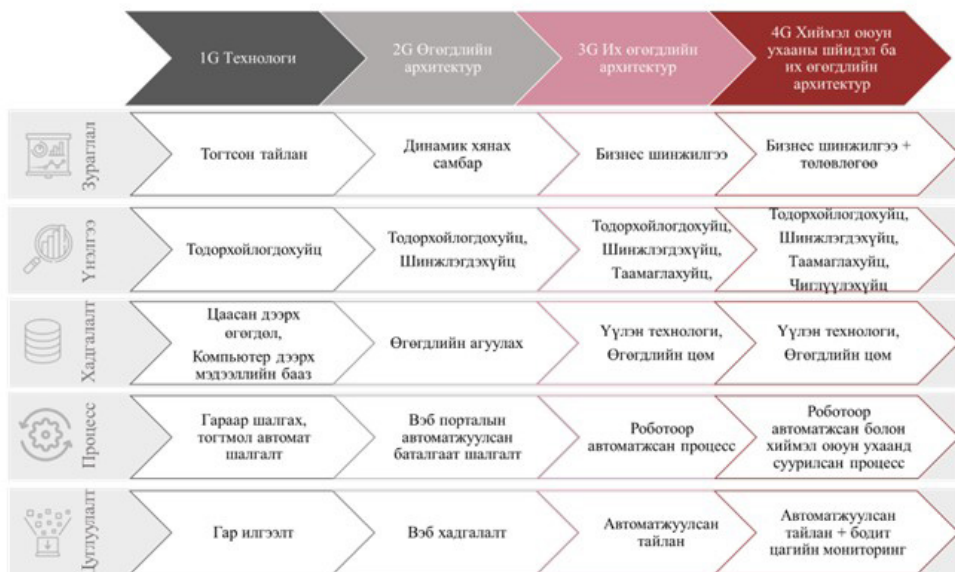 1G Технологи
2G Өгөгдлийн
архитектур
3G Их өгөгдлийн
архитектур
4G Хиймэл оюун
ухааны шийдэл ба
их өгөгдлийн
архитектур
Зураглал
Тогтсон тайлан
Динамик хянах
самбар
Бизнес шинжилгээ
Бизнес шинжилгээ +
төлөвлөгөө
Үнэлгээ
Тодорхойлогдохуйц
Тодорхойлогдохуйц,
Шинжлэгдэхүйц
Тодорхойлогдохуйц,
Шинжлэгдэхүйц,
Таамаглахуйц,
Тодорхойлогдохуйц,
Шинжлэгдэхүйц,
Таамаглахуйц,
Чиглүүлэхүйц
Хадгалалт
Цаасан дээрх
өгөгдөл,
Компьютер дээрх
мэдээллийн бааз
Өгөгдлийн агуулах
Үүлэн технологи,
Өгөгдлийн цөм
Үүлэн технологи,
Өгөгдлийн цөм
Процесс
Гараар шалгах,
тогтмол автомат
шалгалт
Вэб порталын
автоматжуулсан
баталгаат шалгалт
Роботоор
автоматжсан процесс
Роботоор
автоматжсан болон
хиймэл оюун ухаанд
суурилсан процесс
Цуглуулалт
Гар илгээлт
Вэб хадгалалт
Автоматжуулсан
тайлан
Автоматжуулсан
тайлан + бодит
цагийн мониторинг